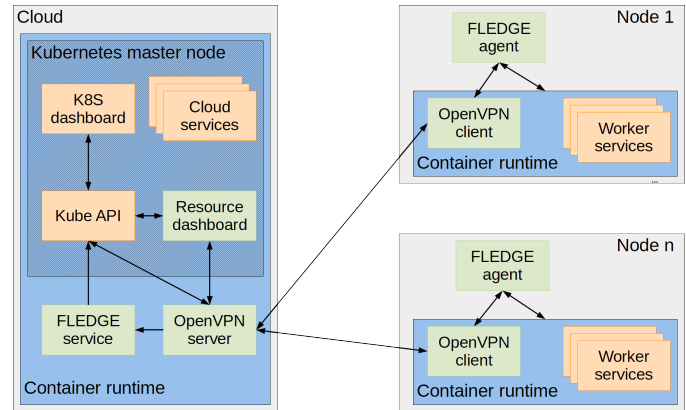 Cloud
Kubernetes master node
K8S
dashboard
Cloud
services
Kube API
Resource
dashboard
FLEDGE
service
OpenVPN
server
Container runtime
Node 1
FLEDGE
agent
OpenVPN
client
Worker
services
Container runtime
...
Node n
FLEDGE
agent
OpenVPN
client
Worker
services
Container runtime